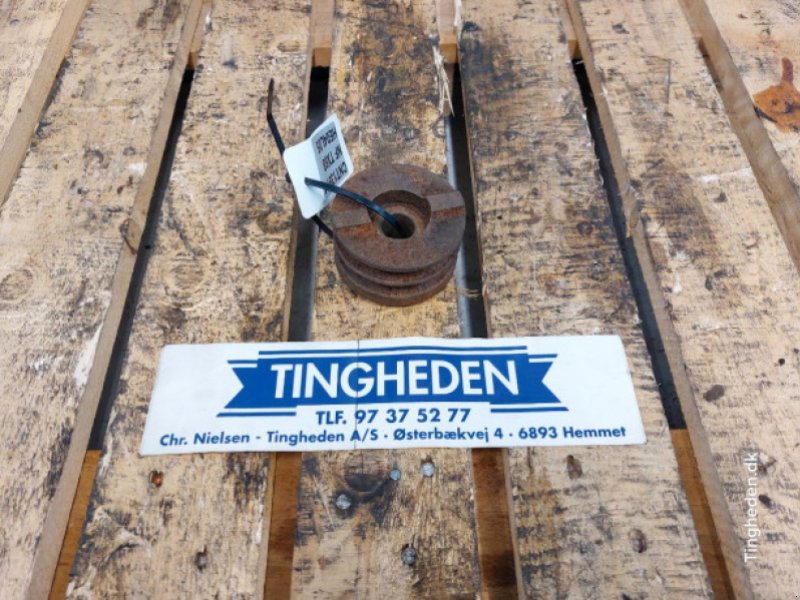 TINGHEDEN
TLF. 97 37 52 77
Chr. Nielsen - Tingheden A/S · Østerbækvej 4 · 6893 Hemmet
Tingheden.dk